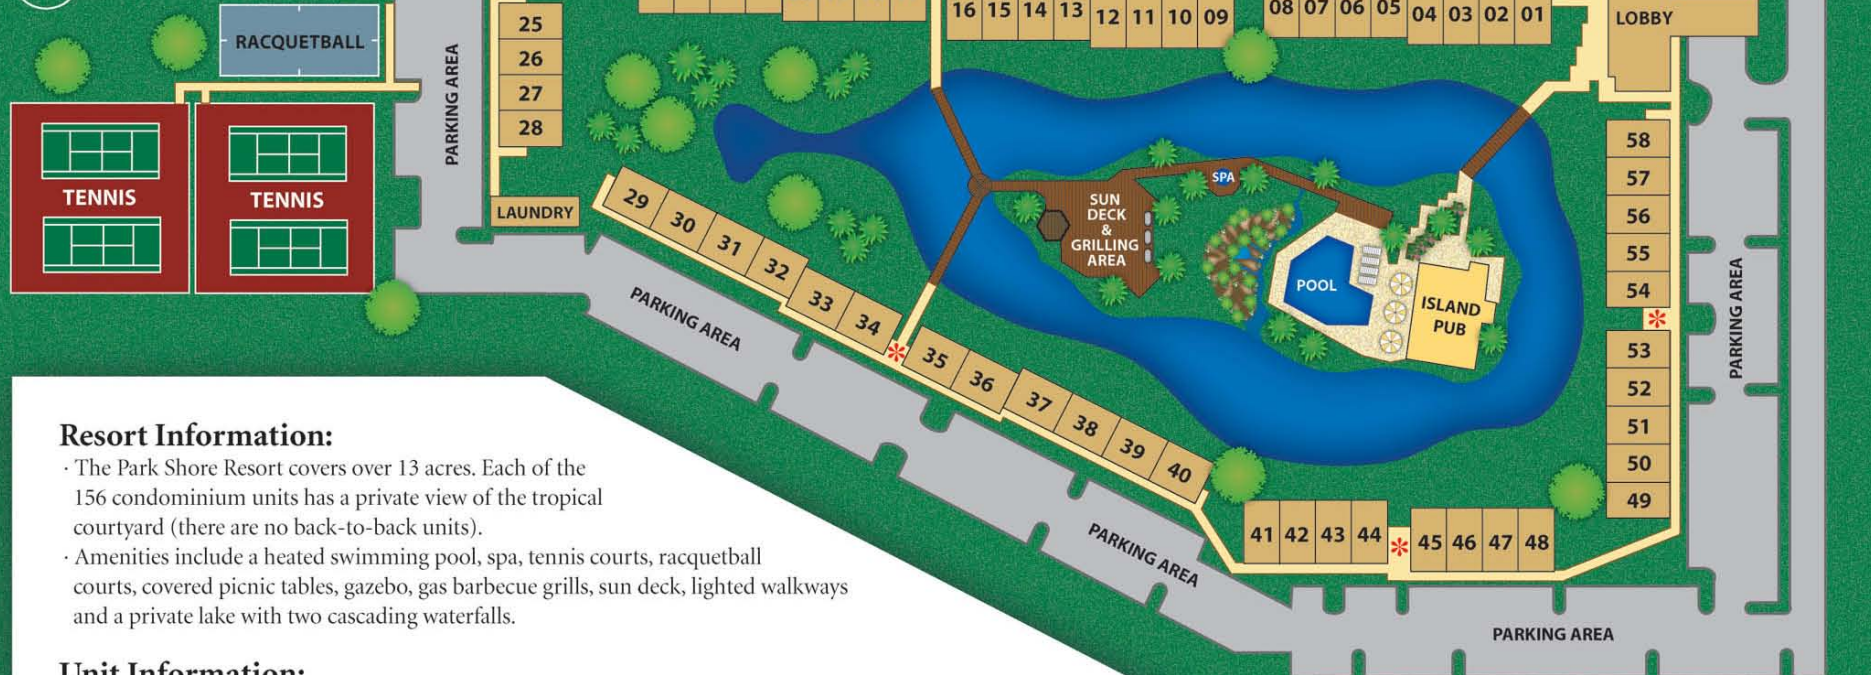 16 15 14 13 12 11 10 09
08 07 06 05 04 03 02 01
LOBBY
RACQUETBALL
25
26
27
28
PARKING AREA
TENNIS
TENNIS
LAUNDRY
29 30 31 32 33 34
35 36 37 38 39 40
SPA
SUN
DECK
&
GRILLING
AREA
POOL
ISLAND
PUB
58
57
56
55
54
*
53
52
51
50
49
PARKING AREA
PARKING AREA
*
41 42 43 44 * 45 46 47 48
PARKING AREA
PARKING AREA
Resort Information:
· The Park Shore Resort covers over 13 acres. Each of the
156 condominium units has a private view of the tropical
courtyard (there are no back-to-back units).
· Amenities include a heated swimming pool, spa, tennis courts, racquetball
courts, covered picnic tables, gazebo, gas barbecue grills, sun deck, lighted walkways
and a private lake with two cascading waterfalls.
Unit Information: